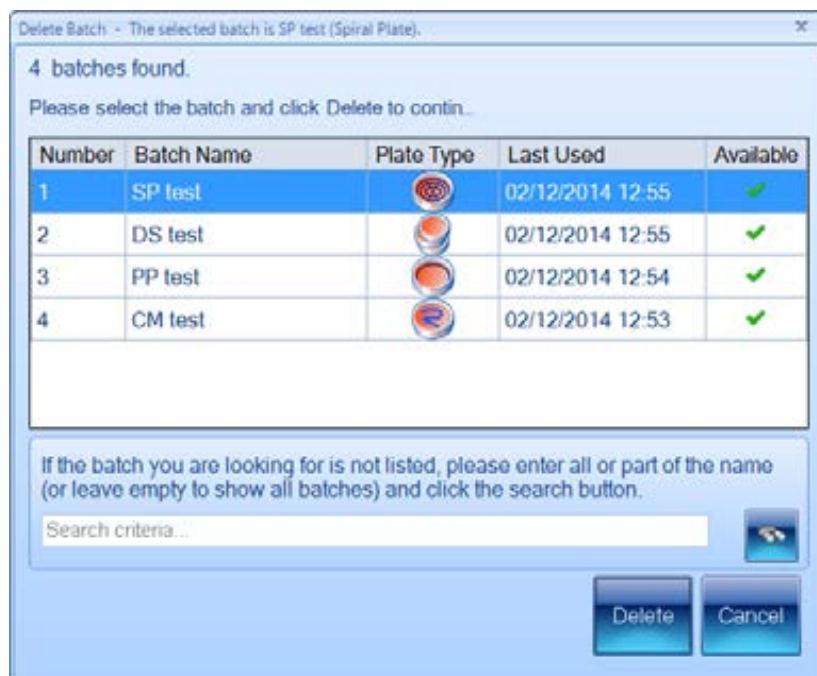 Delete Batch - The selected batch is SP test (Spiral Plate).
4 batches found.
Please select the batch and click Delete to contin..
Number Batch Name Plate Type Last Used Available
1 SP test 02/12/2014 12:55
2 DS test 02/12/2014 12:55
3 PP test 02/12/2014 12:54
4 CM test 02/12/2014 12:53
If the batch you are looking for is not listed, please enter all or part of the name
(or leave empty to show all batches) and click the search button.
Search criteria...
Delete Cancel